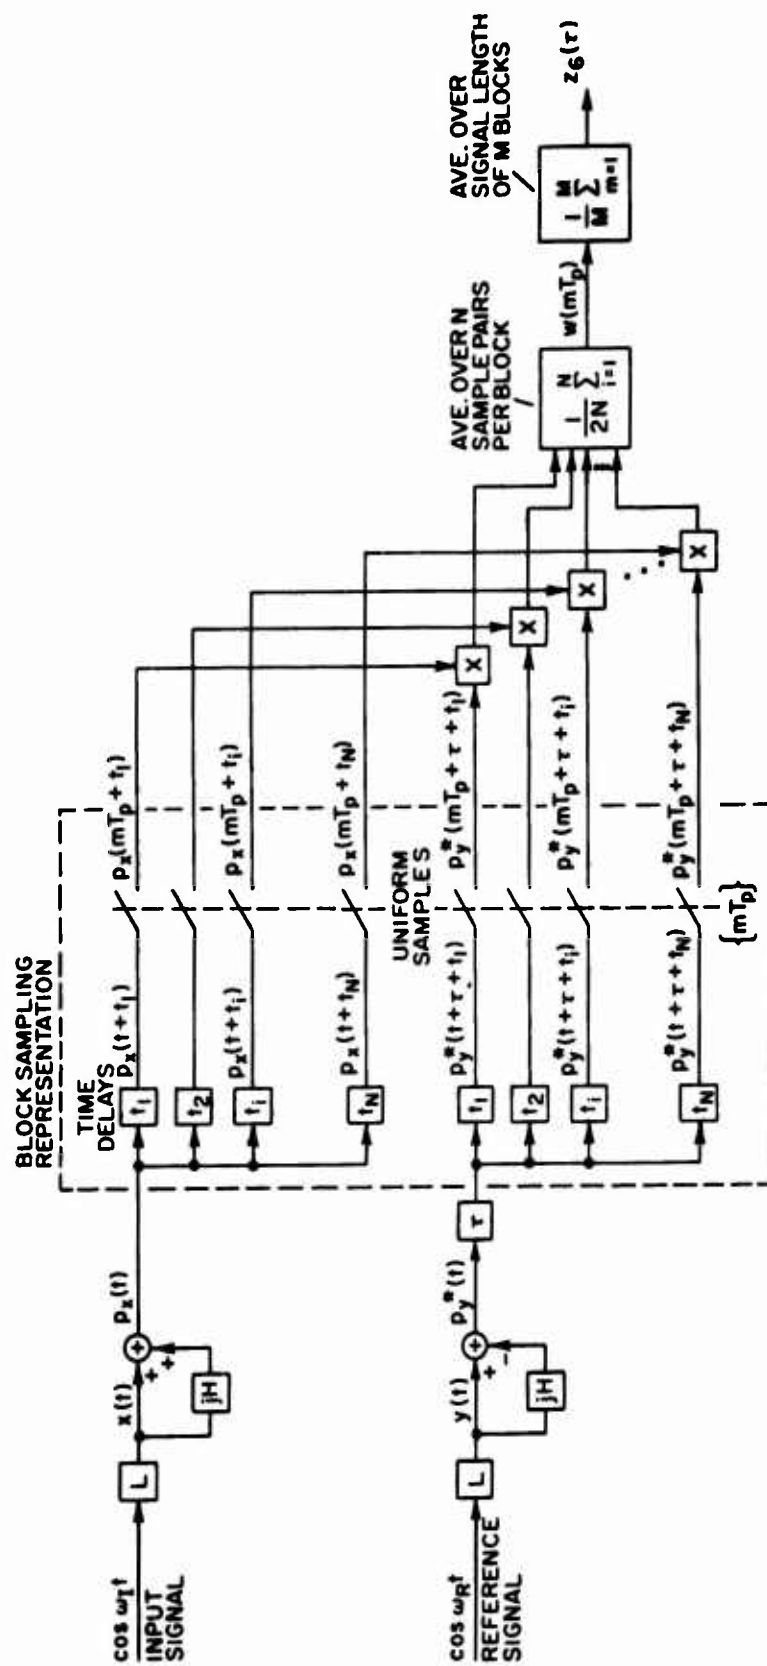 BLOCK SAMPLING
REPRESENTATION
TIME
DELAYS
cos ω_I t
INPUT
SIGNAL
L
x(t)
jH
+
+
+
p_x(t)
t_1
t_2
t_i
t_N
p_x(t+t_1)
p_x(t+t_i)
p_x(t+t_N)
p_x(mT_p+t_1)
p_x(mT_p+t_i)
p_x(mT_p+t_N)
UNIFORM
SAMPLES
cos ω_R t
REFERENCE
SIGNAL
L
y(t)
jH
+
+
-
p_y*(t)
τ
t_1
t_2
t_i
t_N
p_y*(t+τ+t_1)
p_y*(t+τ+t_i)
p_y*(t+τ+t_N)
p_y*(mT_p+τ+t_1)
p_y*(mT_p+τ+t_i)
p_y*(mT_p+τ+t_N)
{mT_p}
X
X
X
X
AVE. OVER N
SAMPLE PAIRS
PER BLOCK
1/2N N∑i=1
w(mT_p)
AVE. OVER
SIGNAL LENGTH
OF M BLOCKS
1/M M∑m=1
z_6(τ)